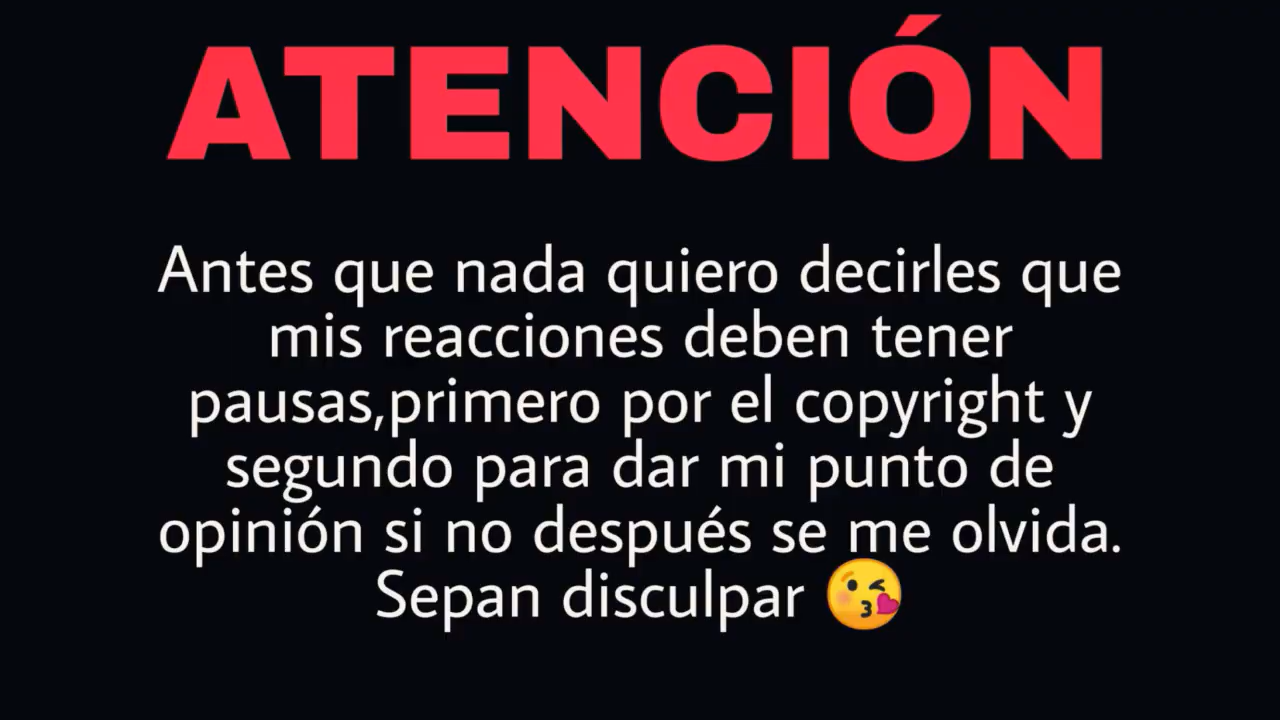 ATENCIÓN
Antes que nada quiero decirles que
mis reacciones deben tener
pausas,primero por el copyright y
segundo para dar mi punto de
opinión si no después se me olvida.
Sepan disculpar 😘